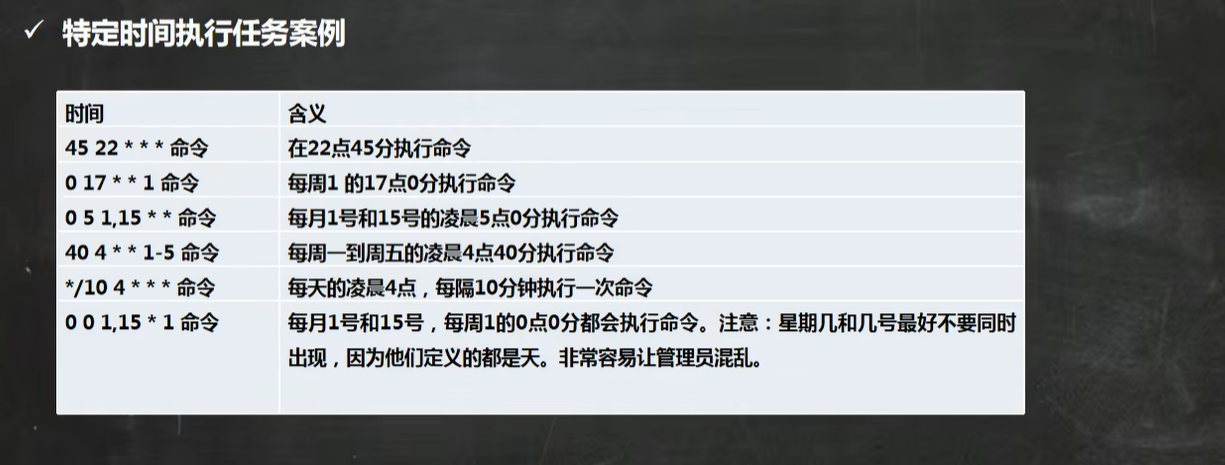 ✓ 特定时间执行任务案例
时间 含义
45 22 * * * 命令 在22点45分执行命令
0 17 * * 1 命令 每周1 的17点0分执行命令
0 5 1,15 * * 命令 每月1号和15号的凌晨5点0分执行命令
40 4 * * 1-5 命令 每周一到周五的凌晨4点40分执行命令
*/10 4 * * * 命令 每天的凌晨4点，每隔10分钟执行一次命令
0 0 1,15 * 1 命令 每月1号和15号，每周1的0点0分都会执行命令。注意：星期几和几号最好不要同时
出现，因为他们定义的都是天。非常容易让管理员混乱。